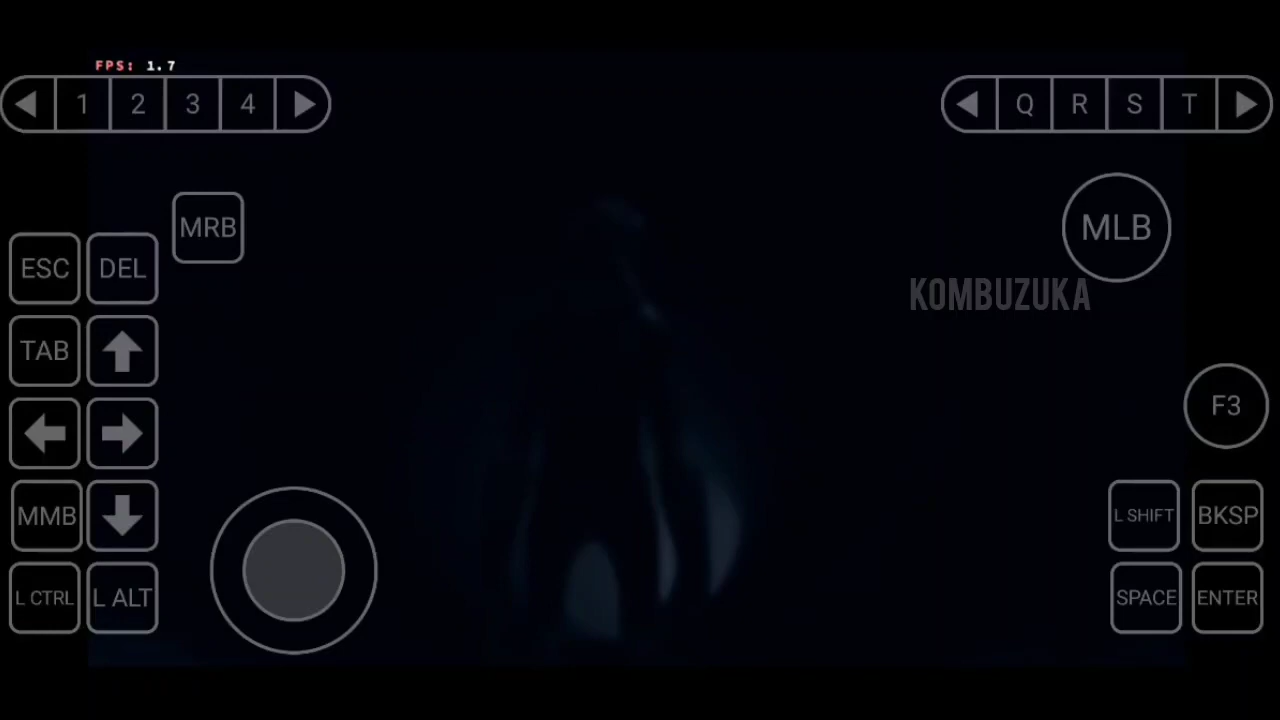 FPS: 1.7
1 2 3 4
Q R S T
MRB
MLB
ESC DEL
KOMBUZUKA
TAB
F3
MMB
L SHIFT BKSP
L CTRL L ALT
SPACE ENTER